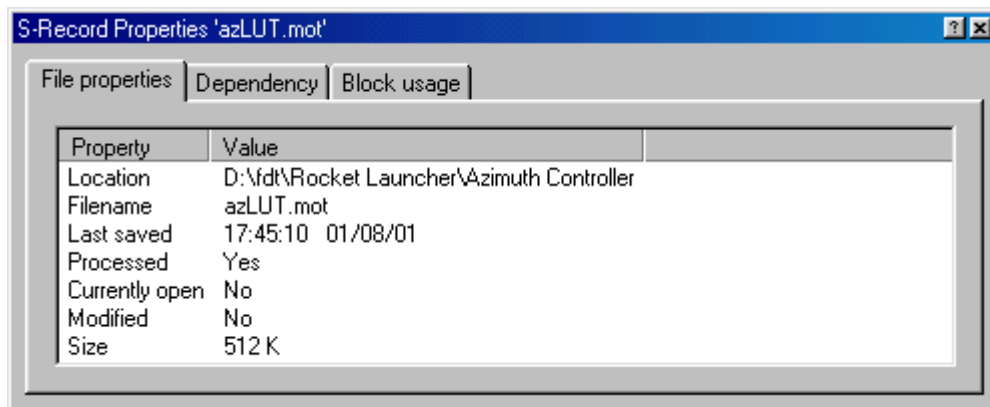 S-Record Properties 'azLUT.mot'
File properties Dependency Block usage
Property Value
Location D:\fdt\Rocket Launcher\Azimuth Controller
Filename azLUT.mot
Last saved 17:45:10 01/08/01
Processed Yes
Currently open No
Modified No
Size 512 K